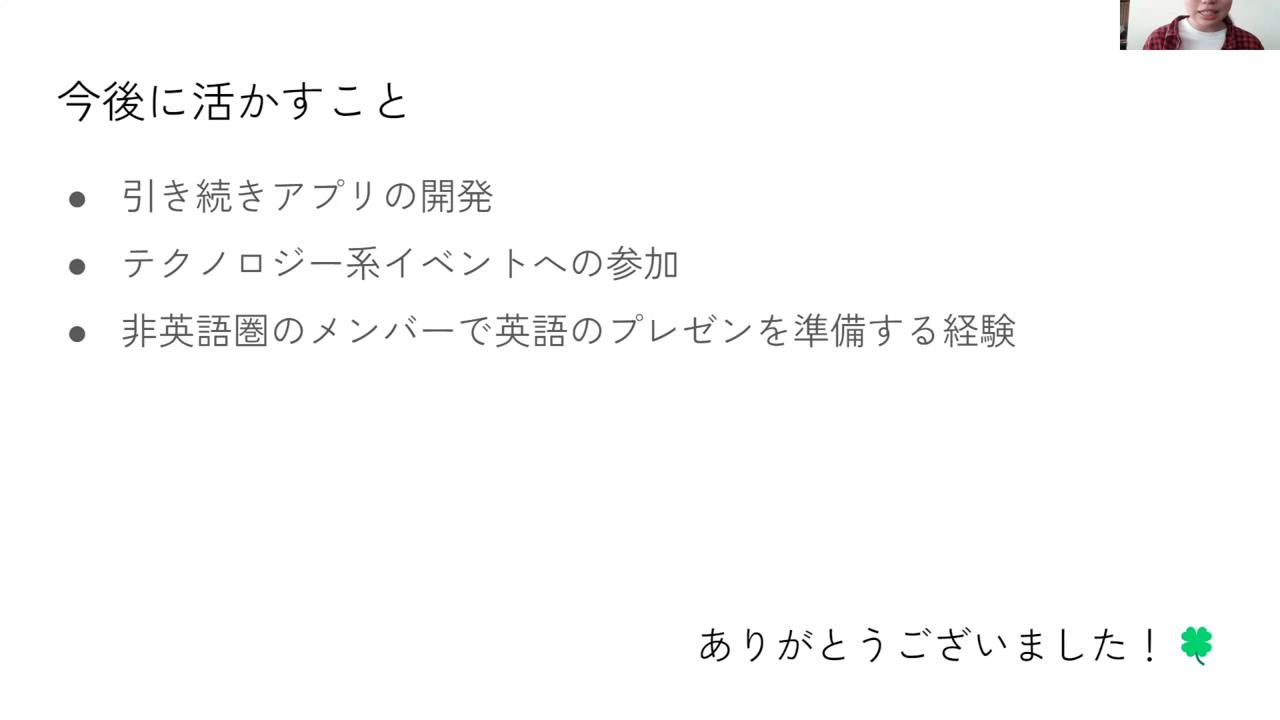 今後に活かすこと
● 引き続きアプリの開発
● テクノロジー系イベントへの参加
● 非英語圏のメンバーで英語のプレゼンを準備する経験
ありがとうございました！🍀